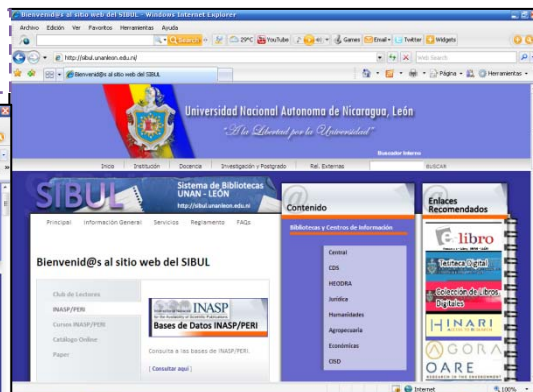 Bienvenid@s al sitio web del SIBUL - Windows Internet Explorer
Archivo Edición Ver Favoritos Herramientas Ayuda
29°C YouTube Games Email Twitter Widgets
http://sibul.unanleon.edu.ni/ Web Search
Bienvenid@s al sitio web del SIBUL Página Herramientas
Universidad Nacional Autonoma de Nicaragua, León
"A la Libertad por la Universidad"
Buscador Interno
Inicio Institución Docencia Investigación y Postgrado Rel. Externas BUSCAR
SIBUL
Sistema de Bibliotecas
UNAN - LEÓN
http://sibul.unanleon.edu.ni
Principal Información General Servicios Reglamento FAQs
Bienvenid@s al sitio web del SIBUL
Club de Lectores
INASP/PERI
Cursos INASP/PERI
Catálogo Online
Paper
INASP
Bases de Datos INASP/PERI
Consulta a las bases de INASP/PERI.
[ Consultar aquí ]
Contenido
Bibliotecas y Centros de Información
Central
CDS
HEODRA
Jurídica
Humanidades
Agropecuaria
Económicas
CISD
Enlaces
Recomendados
e-libro
Tesiteca Digital
Colección de Libros
Digitales
HINARI
AGORA
OARE
RESEARCH IN THE ENVIRONMENT
Internet 100%